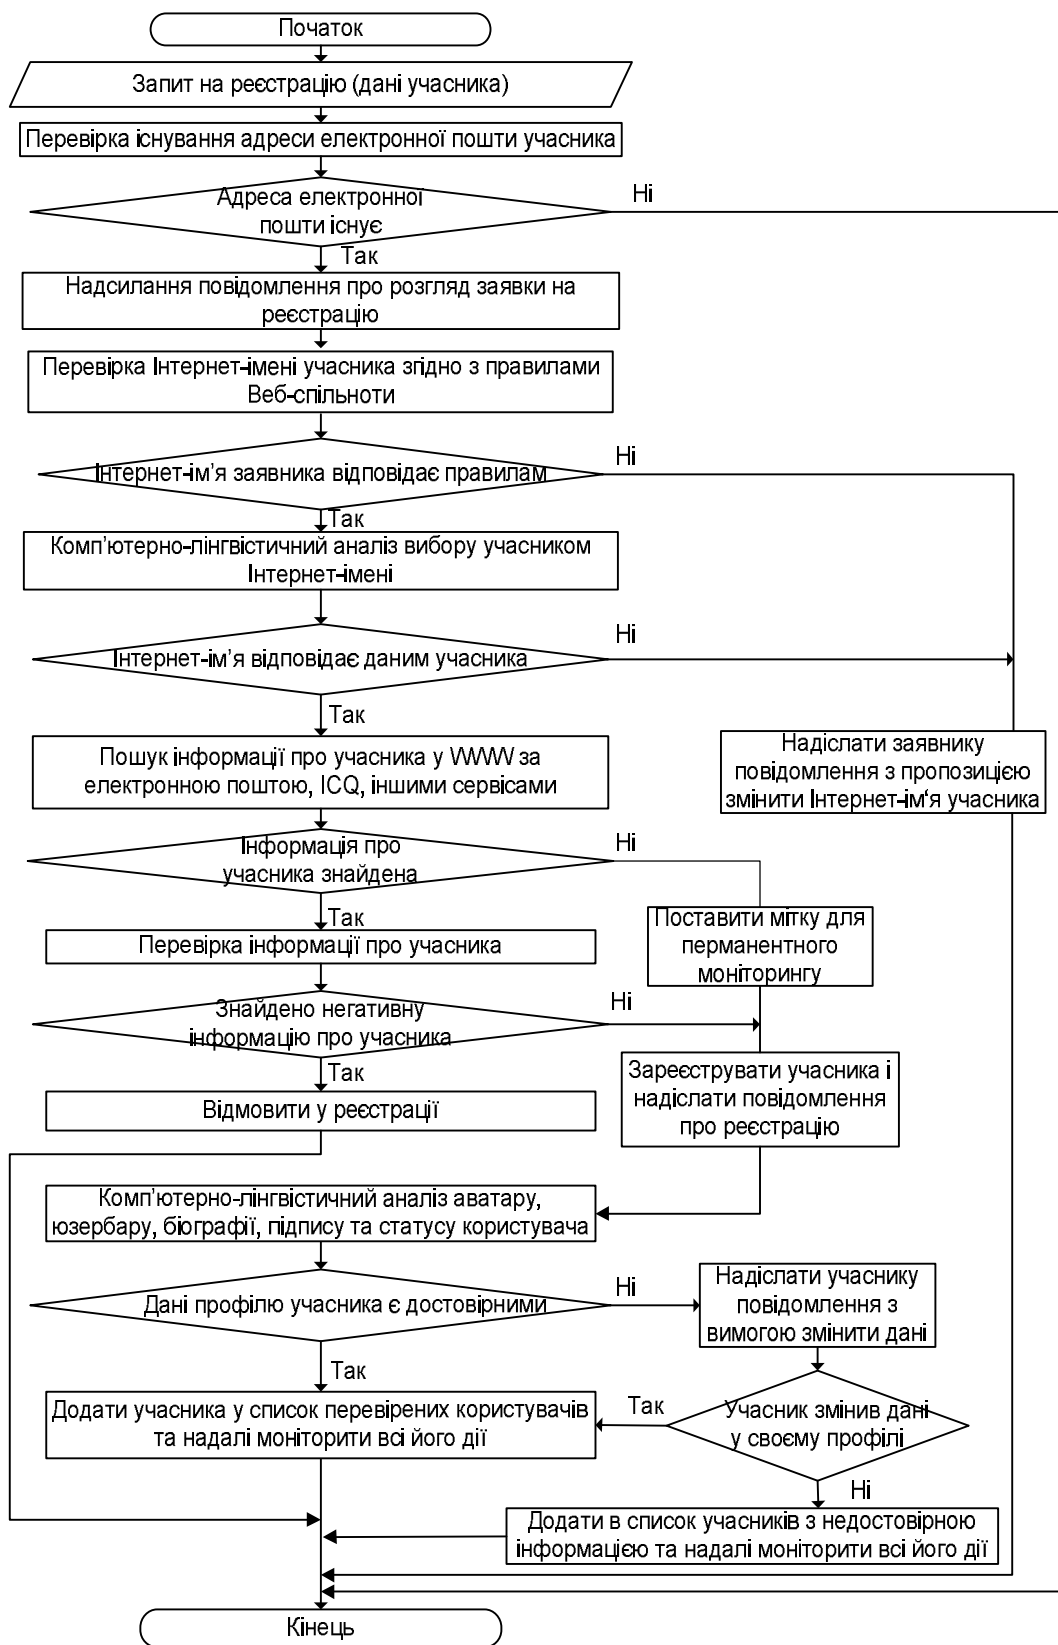 Початок
Запит на реєстрацію (дані учасника)
Перевірка існування адреси електронної пошти учасника
Адреса електронної
пошти існує
Ні
Так
Надсилання повідомлення про розгляд заявки на
реєстрацію
Перевірка Інтернет-імені учасника згідно з правилами
Веб-спільноти
Інтернет-ім’я заявника відповідає правилам
Ні
Так
Комп’ютерно-лінгвістичний аналіз вибору учасником
Інтернет-імені
Інтернет-ім’я відповідає даним учасника
Ні
Так
Пошук інформації про учасника у WWW за
електронною поштою, ICQ, іншими сервісами
Надіслати заявнику
повідомлення з пропозицією
змінити Інтернет-ім‘я учасника
Інформація про
учасника знайдена
Ні
Так
Поставити мітку для
перманентного
моніторингу
Перевірка інформації про учасника
Знайдено негативну
інформацію про учасника
Ні
Так
Зареєструвати учасника і
надіслати повідомлення
про реєстрацію
Відмовити у реєстрації
Комп’ютерно-лінгвістичний аналіз аватару,
юзербару, біографії, підпису та статусу користувача
Дані профілю учасника є достовірними
Ні
Надіслати учаснику
повідомлення з
вимогою змінити дані
Так
Додати учасника у список перевірених користувачів
та надалі моніторити всі його дії
Так
Учасник змінив дані
у своєму профілі
Ні
Додати в список учасників з недостовірною
інформацією та надалі моніторити всі його дії
Кінець